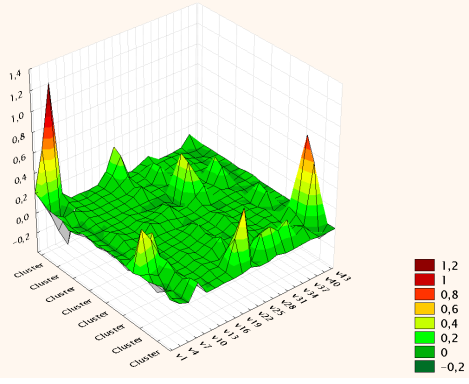 1,4
1,2
1,0
0,8
0,6
0,4
0,2
0,0
-0,2
Cluster
Cluster
Cluster
Cluster
Cluster
Cluster
Cluster
v1
v4
v7
v10
v13
v16
v19
v22
v25
v28
v31
v34
v37
v40
v43
1,2
1
0,8
0,6
0,4
0,2
0
-0,2